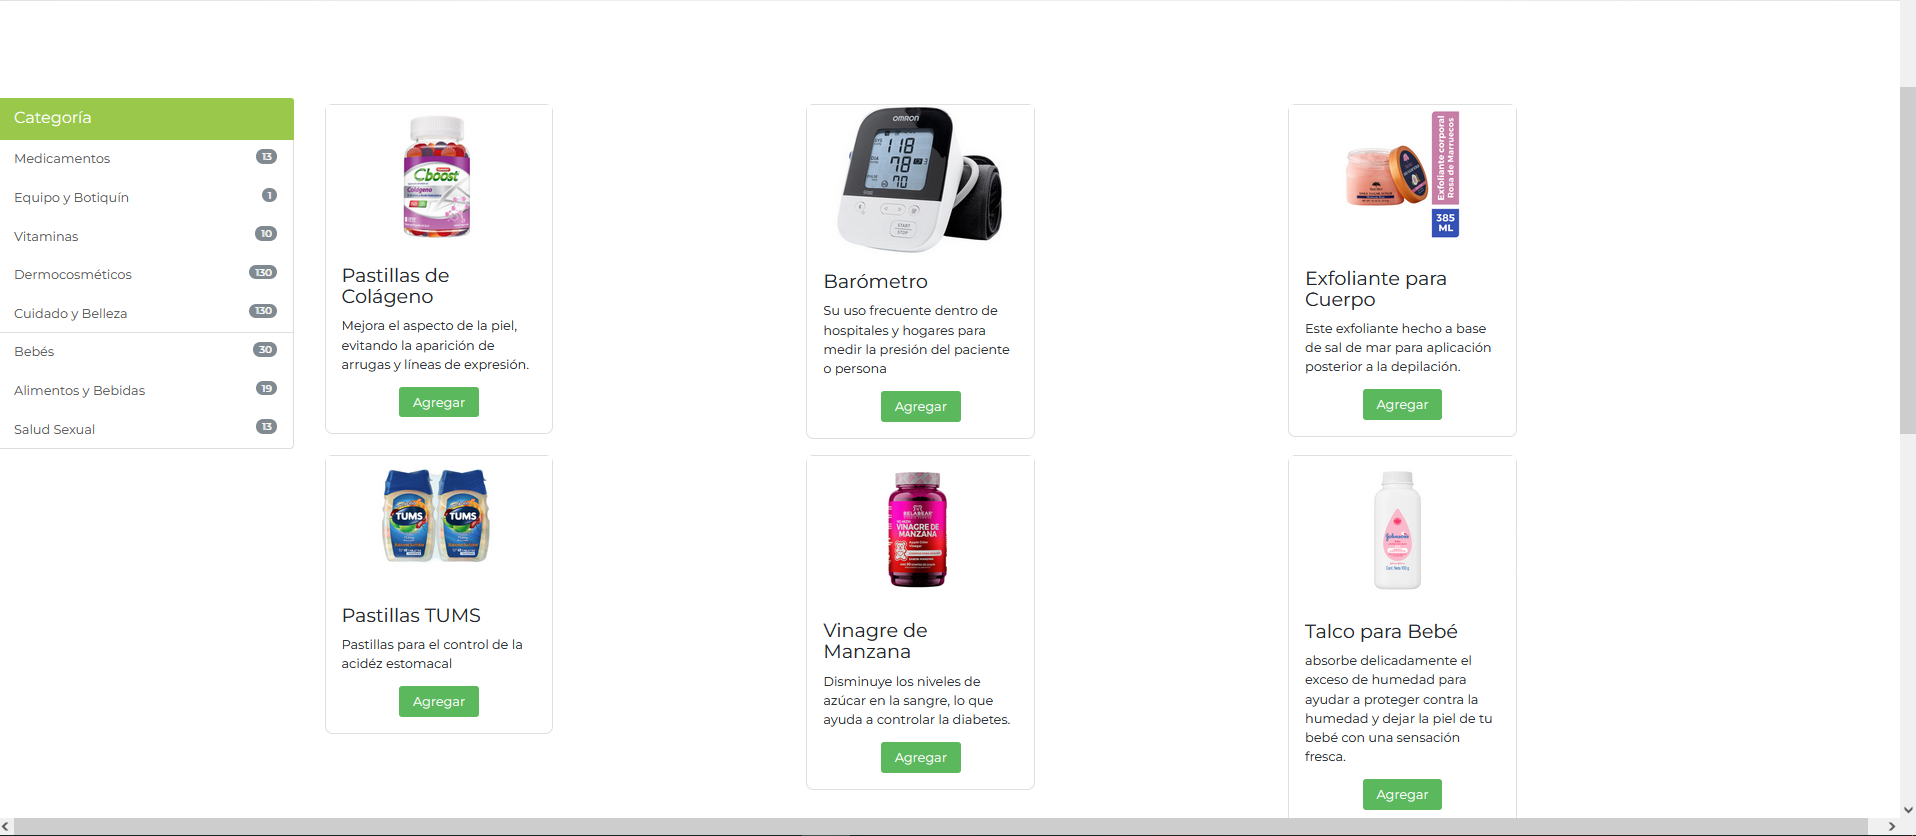 Categoría
Medicamentos 13
Equipo y Botiquín 1
Vitaminas 10
Dermocosméticos 130
Cuidado y Belleza 130
Bebés 30
Alimentos y Bebidas 19
Salud Sexual 13
Cboost
Colágeno
Pastillas de
Colágeno
Mejora el aspecto de la piel,
evitando la aparición de
arrugas y líneas de expresión.
Agregar
OMRON
118
78
70
START
STOP
Barómetro
Su uso frecuente dentro de
hospitales y hogares para
medir la presión del paciente
o persona
Agregar
Exfoliante corporal
Rosa de Marruecos
385
ML
Exfoliante para
Cuerpo
Este exfoliante hecho a base
de sal de mar para aplicación
posterior a la depilación.
Agregar
TUMS
TUMS
Pastillas TUMS
Pastillas para el control de la
acidéz estomacal
Agregar
RELABEAR
VINAGRE DE
MANZANA
Vinagre de
Manzana
Disminuye los niveles de
azúcar en la sangre, lo que
ayuda a controlar la diabetes.
Agregar
Johnson's
Talco para Bebé
absorbe delicadamente el
exceso de humedad para
ayudar a proteger contra la
humedad y dejar la piel de tu
bebé con una sensación
fresca.
Agregar